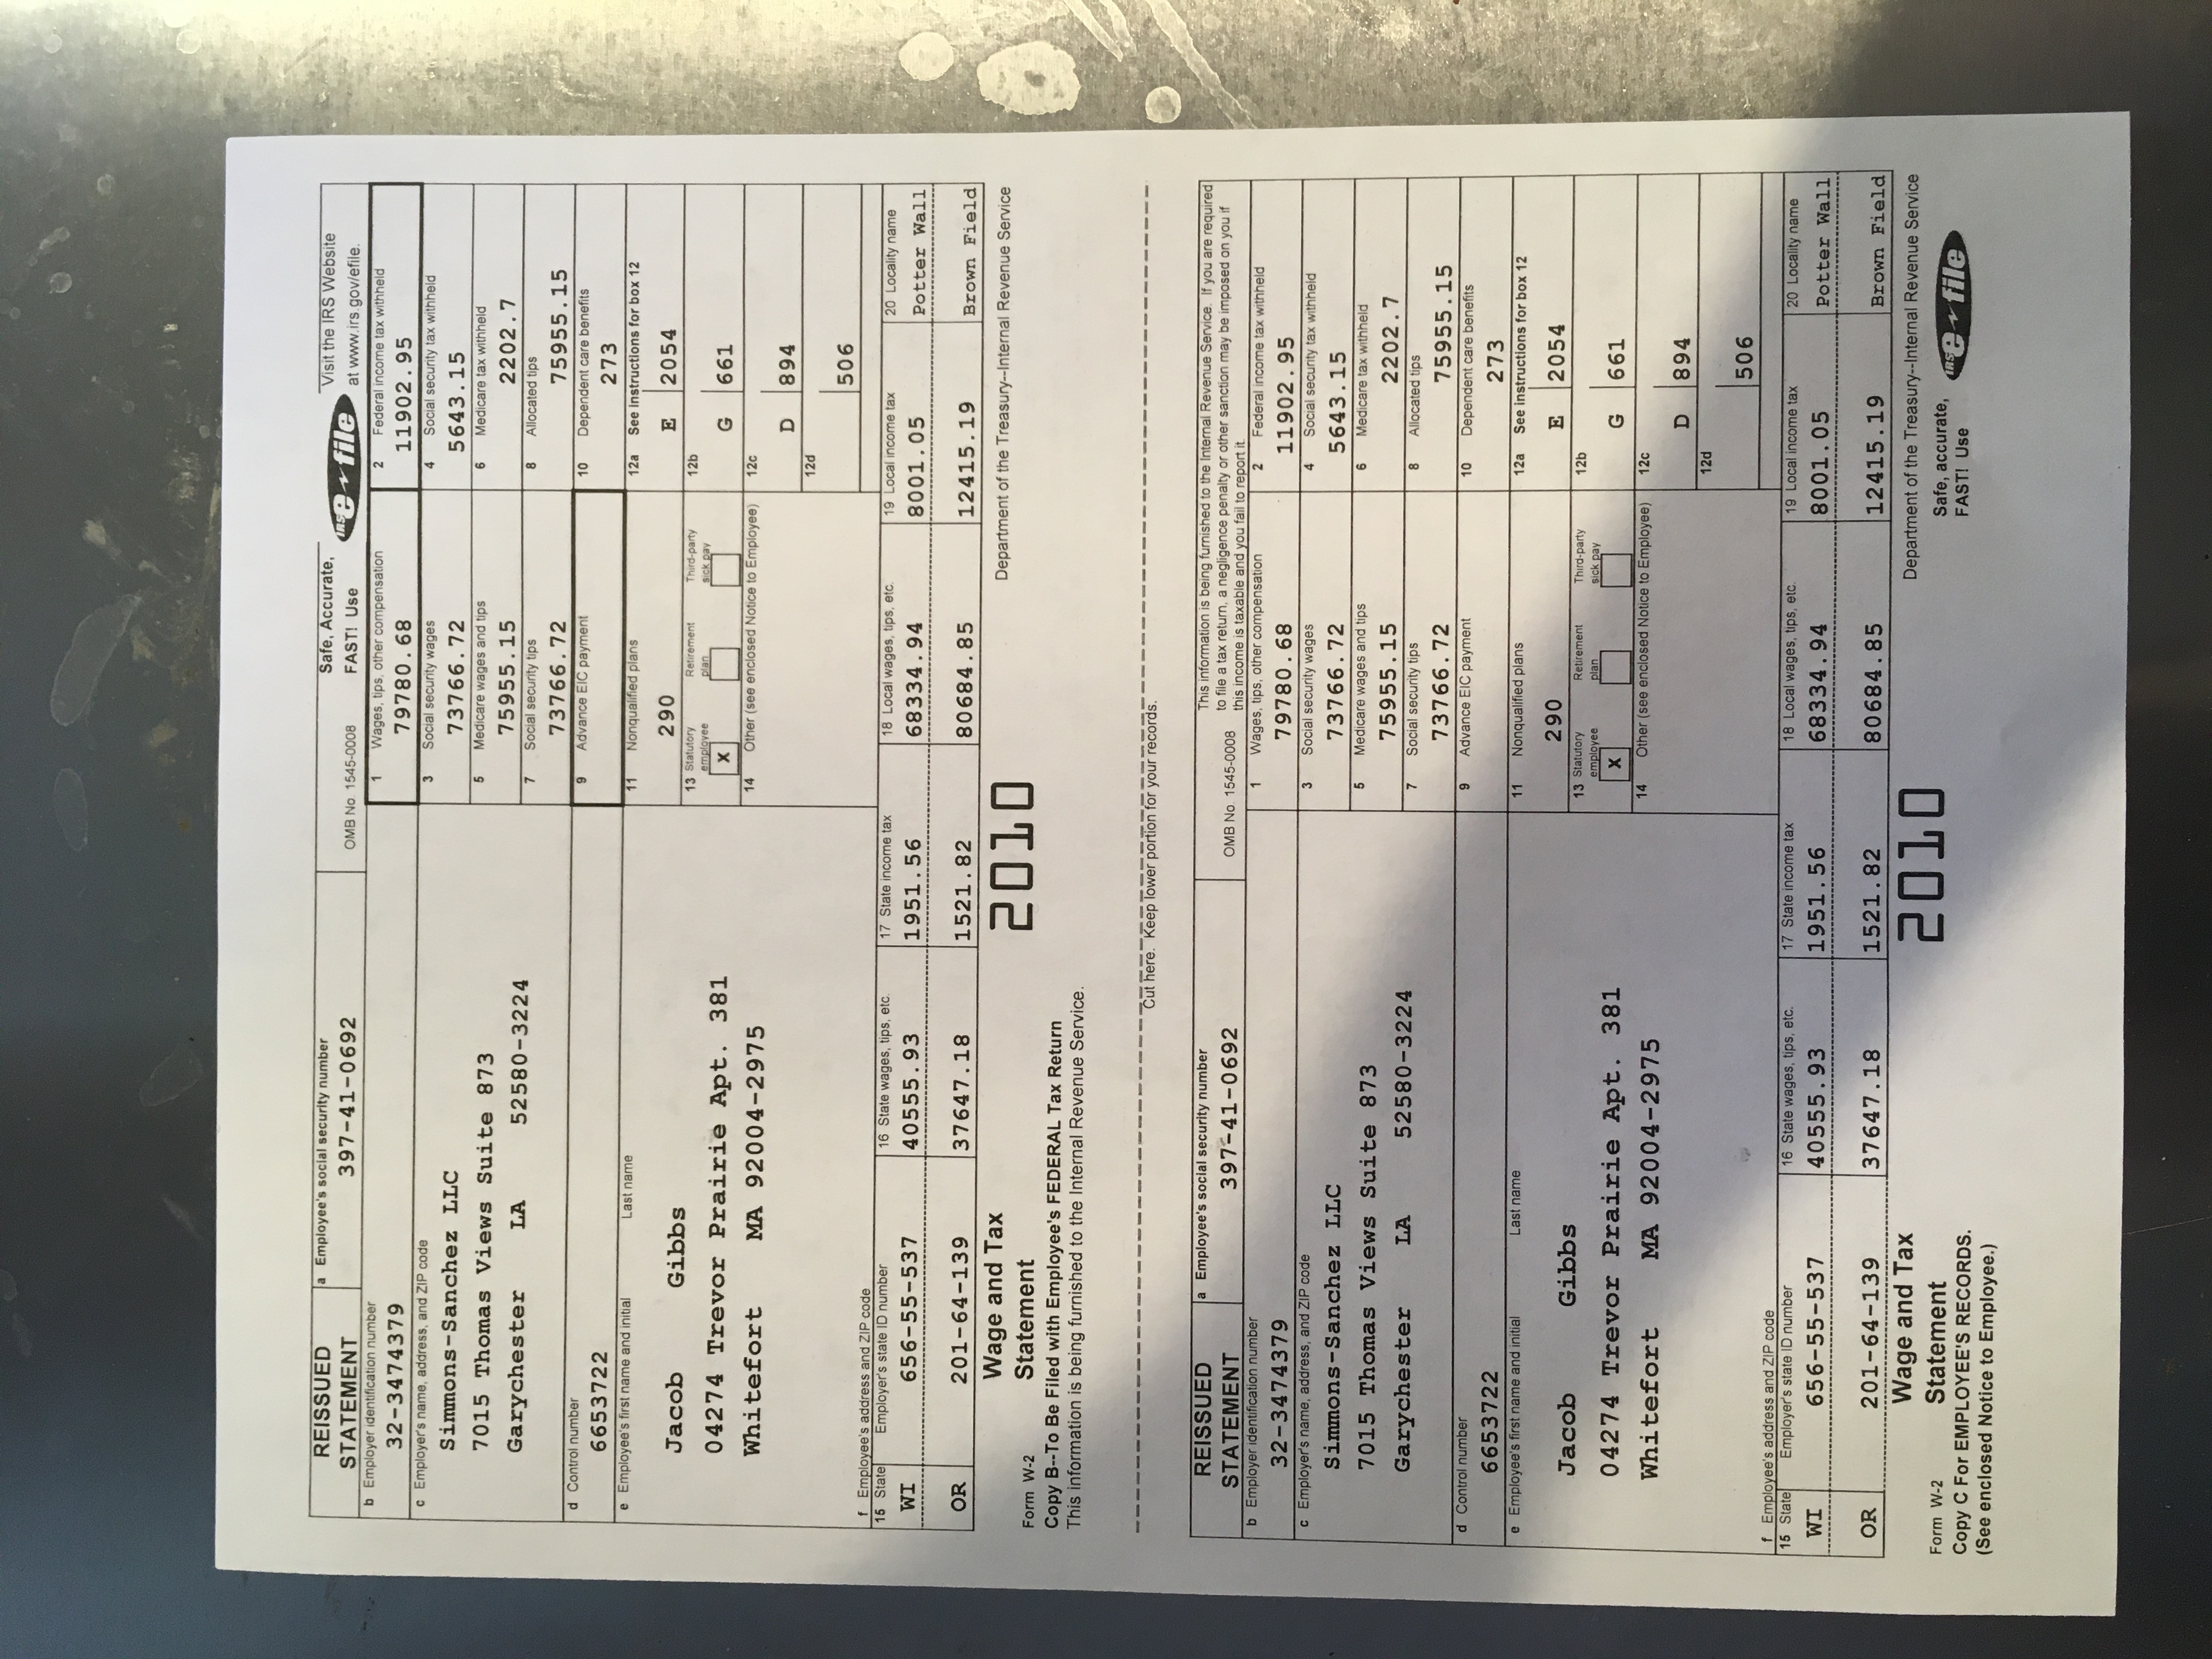 REISSUED STATEMENT
a Employee's social security number
397-41-0692
OMB No. 1545-0008
Safe, Accurate, FAST! Use
IRS e-file
Visit the IRS Website at www.irs.gov/efile.
b Employer identification number
32-3474379
1 Wages, tips, other compensation
79780.68
2 Federal income tax withheld
11902.95
c Employer's name, address, and ZIP code
Simmons-Sanchez LLC
7015 Thomas Views Suite 873
Garychester LA 52580-3224
3 Social security wages
73766.72
4 Social security tax withheld
5643.15
5 Medicare wages and tips
75955.15
6 Medicare tax withheld
2202.7
7 Social security tips
73766.72
8 Allocated tips
75955.15
d Control number
6653722
9 Advance EIC payment
10 Dependent care benefits
273
e Employee's first name and initial Last name
Jacob Gibbs
04274 Trevor Prairie Apt. 381
Whitefort MA 92004-2975
11 Nonqualified plans
290
12a See instructions for box 12
E 2054
13 Statutory employee Retirement plan Third-party sick pay
X
12b
G 661
14 Other (see enclosed Notice to Employee)
12c
D 894
12d
506
f Employee's address and ZIP code
15 State Employer's state ID number 16 State wages, tips, etc. 17 State income tax 18 Local wages, tips, etc. 19 Local income tax 20 Locality name
WI 656-55-537 40555.93 1951.56 68334.94 8001.05 Potter Wall
OR 201-64-139 37647.18 1521.82 80684.85 12415.19 Brown Field
Form W-2 Wage and Tax Statement
2010
Department of the Treasury--Internal Revenue Service
Copy B--To Be Filed with Employee's FEDERAL Tax Return
This information is being furnished to the Internal Revenue Service.
Cut here. Keep lower portion for your records.
REISSUED STATEMENT
a Employee's social security number
397-41-0692
OMB No. 1545-0008
This information is being furnished to the Internal Revenue Service. If you are required
to file a tax return, a negligence penalty or other sanction may be imposed on you if
this income is taxable and you fail to report it.
b Employer identification number
32-3474379
1 Wages, tips, other compensation
79780.68
2 Federal income tax withheld
11902.95
c Employer's name, address, and ZIP code
Simmons-Sanchez LLC
7015 Thomas Views Suite 873
Garychester LA 52580-3224
3 Social security wages
73766.72
4 Social security tax withheld
5643.15
5 Medicare wages and tips
75955.15
6 Medicare tax withheld
2202.7
7 Social security tips
73766.72
8 Allocated tips
75955.15
d Control number
6653722
9 Advance EIC payment
10 Dependent care benefits
273
e Employee's first name and initial Last name
Jacob Gibbs
04274 Trevor Prairie Apt. 381
Whitefort MA 92004-2975
11 Nonqualified plans
290
12a See instructions for box 12
E 2054
13 Statutory employee Retirement plan Third-party sick pay
X
12b
G 661
14 Other (see enclosed Notice to Employee)
12c
D 894
12d
506
f Employee's address and ZIP code
15 State Employer's state ID number 16 State wages, tips, etc. 17 State income tax 18 Local wages, tips, etc. 19 Local income tax 20 Locality name
WI 656-55-537 40555.93 1951.56 68334.94 8001.05 Potter Wall
OR 201-64-139 37647.18 1521.82 80684.85 12415.19 Brown Field
Form W-2 Wage and Tax Statement
2010
Department of the Treasury--Internal Revenue Service
Copy C For EMPLOYEE'S RECORDS.
(See enclosed Notice to Employee.)
Safe, accurate, FAST! Use
IRS e-file